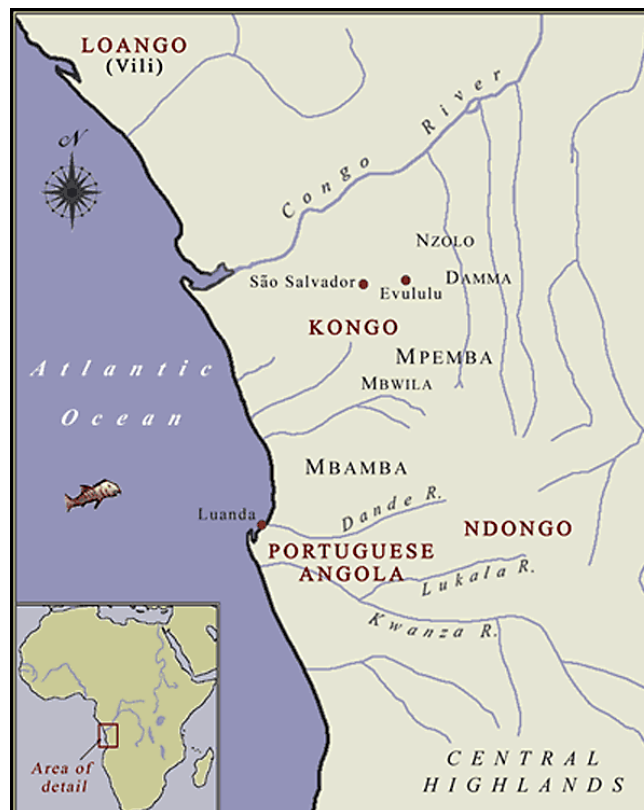 LOANGO
(Vili)
N
Congo River
NZOLO
São Salvador
DAMMA
Evululu
KONGO
MPEMBA
MBWILA
Atlantic
Ocean
MBAMBA
Luanda
Dande R.
NDONGO
PORTUGUESE
ANGOLA
Lukala R.
Kwanza R.
Area of
detail
CENTRAL
HIGHLANDS